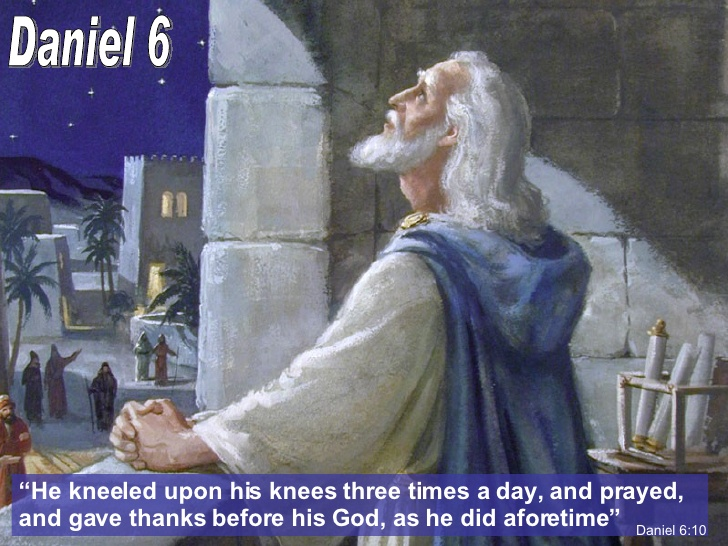 Daniel 6
“He kneeled upon his knees three times a day, and prayed,
and gave thanks before his God, as he did aforetime”
Daniel 6:10